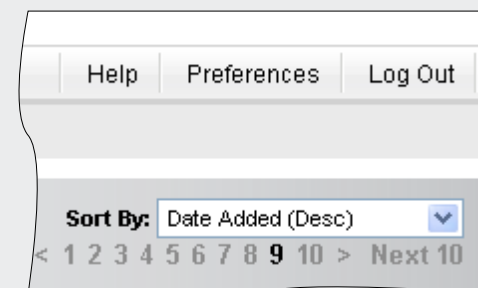 Help Preferences Log Out
Sort By: Date Added (Desc)
< 1 2 3 4 5 6 7 8 9 10 > Next 10